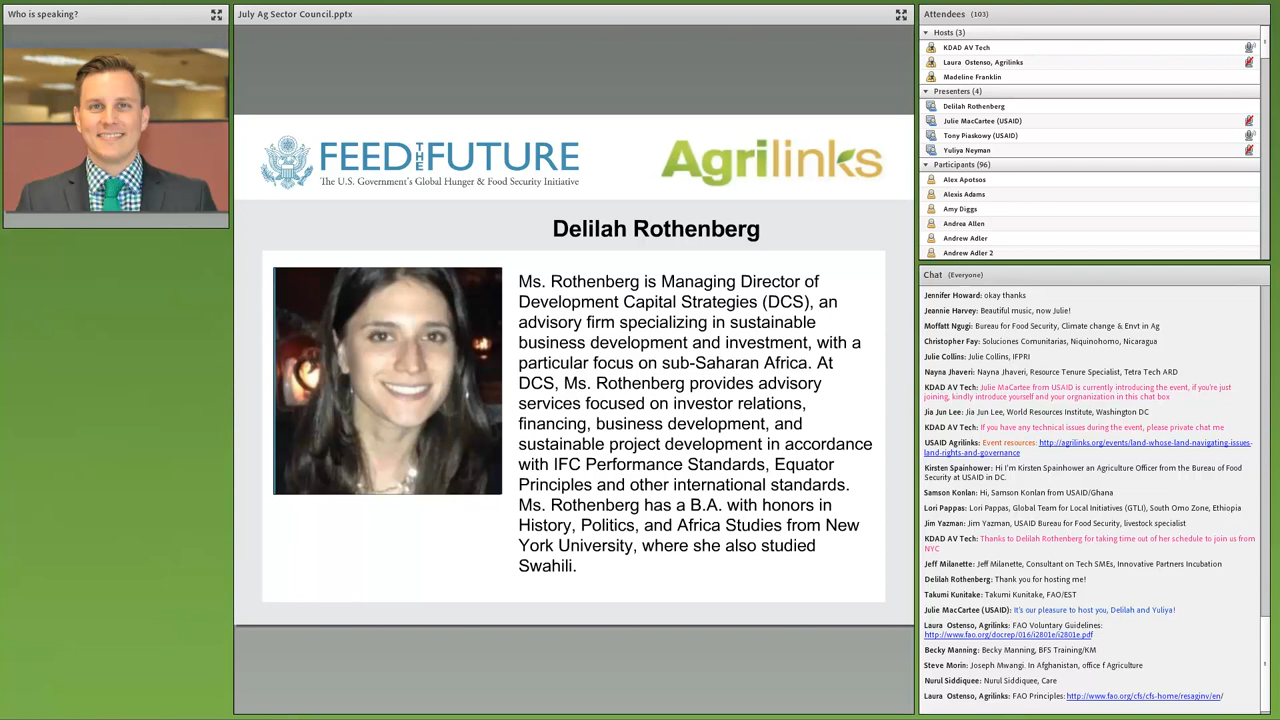 Who is speaking?
July Ag Sector Council.pptx
FEED THE FUTURE
The U.S. Government's Global Hunger & Food Security Initiative
Agrilinks
Delilah Rothenberg
Ms. Rothenberg is Managing Director of
Development Capital Strategies (DCS), an
advisory firm specializing in sustainable
business development and investment, with a
particular focus on sub-Saharan Africa. At
DCS, Ms. Rothenberg provides advisory
services focused on investor relations,
financing, business development, and
sustainable project development in accordance
with IFC Performance Standards, Equator
Principles and other international standards.
Ms. Rothenberg has a B.A. with honors in
History, Politics, and Africa Studies from New
York University, where she also studied
Swahili.
Attendees (103)
Hosts (3)
KDAD AV Tech
Laura Ostenso, Agrilinks
Madeline Franklin
Presenters (4)
Delilah Rothenberg
Julie MacCartee (USAID)
Tony Piaskowy (USAID)
Yuliya Neyman
Participants (96)
Alex Apotsos
Alexis Adams
Amy Diggs
Andrea Allen
Andrew Adler
Andrew Adler 2
Chat (Everyone)
Jennifer Howard: okay thanks
Jeannie Harvey: Beautiful music, now Julie!
Moffatt Ngugi: Bureau for Food Security, Climate change & Envt in Ag
Christopher Fay: Soluciones Comunitarias, Niquinohomo, Nicaragua
Julie Collins: Julie Collins, IFPRI
Nayna Jhaveri: Nayna Jhaveri, Resource Tenure Specialist, Tetra Tech ARD
KDAD AV Tech: Julie MaCartee from USAID is currently introducing the event, if you're just
joining, kindly introduce yourself and your orgnanization in this chat box
Jia Jun Lee: Jia Jun Lee, World Resources Institute, Washington DC
KDAD AV Tech: If you have any technical issues during the event, please private chat me
USAID Agrilinks: Event resources: http://agrilinks.org/events/land-whose-land-navigating-issues-
land-rights-and-governance
Kirsten Spainhower: Hi I'm Kirsten Spainhower an Agriculture Officer from the Bureau of Food
Security at USAID in DC.
Samson Konlan: Hi, Samson Konlan from USAID/Ghana
Lori Pappas: Lori Pappas, Global Team for Local Initiatives (GTLI), South Omo Zone, Ethiopia
Jim Yazman: Jim Yazman, USAID Bureau for Food Security, livestock specialist
KDAD AV Tech: Thanks to Delilah Rothenberg for taking time out of her schedule to join us from
NYC
Jeff Milanette: Jeff Milanette, Consultant on Tech SMEs, Innovative Partners Incubation
Delilah Rothenberg: Thank you for hosting me!
Takumi Kunitake: Takumi Kunitake, FAO/EST
Julie MacCartee (USAID): It's our pleasure to host you, Delilah and Yuliya!
Laura Ostenso, Agrilinks: FAO Voluntary Guidelines:
http://www.fao.org/docrep/016/i2801e/i2801e.pdf
Becky Manning: Becky Manning, BFS Training/KM
Steve Morin: Joseph Mwangi. In Afghanistan, office f Agriculture
Nurul Siddiquee: Nurul Siddiquee, Care
Laura Ostenso, Agrilinks: FAO Principles: http://www.fao.org/cfs/cfs-home/resaginv/en/